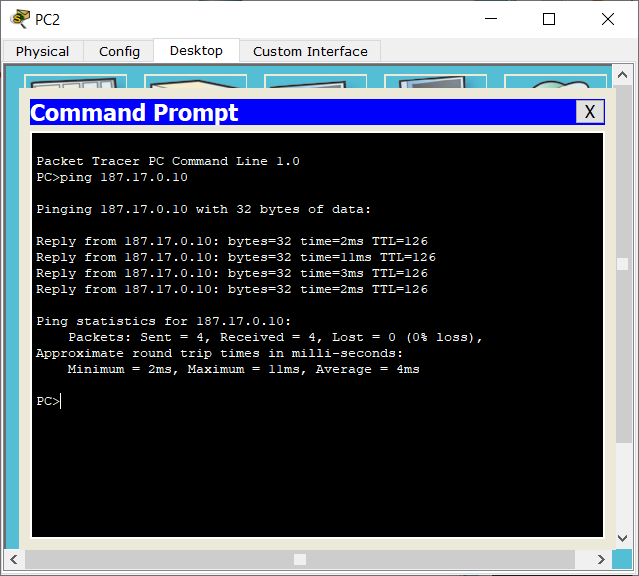 PC2
Physical Config Desktop Custom Interface
Command Prompt X
Packet Tracer PC Command Line 1.0
PC>ping 187.17.0.10
Pinging 187.17.0.10 with 32 bytes of data:
Reply from 187.17.0.10: bytes=32 time=2ms TTL=126
Reply from 187.17.0.10: bytes=32 time=11ms TTL=126
Reply from 187.17.0.10: bytes=32 time=3ms TTL=126
Reply from 187.17.0.10: bytes=32 time=2ms TTL=126
Ping statistics for 187.17.0.10:
Packets: Sent = 4, Received = 4, Lost = 0 (0% loss),
Approximate round trip times in milli-seconds:
Minimum = 2ms, Maximum = 11ms, Average = 4ms
PC>